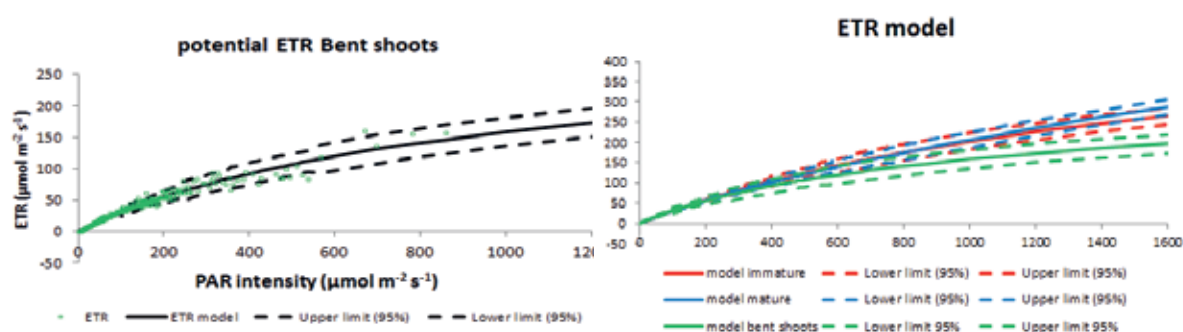 potential ETR Bent shoots
250
200
150
100
50
0
-50
0 200 400 600 800 1000 120
ETR (µmol m⁻² s⁻¹)
PAR intensity (µmol m⁻² s⁻¹)
ETR ETR model Upper limit (95%) Lower limit (95%)
ETR model
400
350
300
250
200
150
100
50
0
-50
0 200 400 600 800 1000 1200 1400 1600
model immature Lower limit (95%) Upper limit (95%)
model mature Lower limit (95%) Upper limit (95%)
model bent shoots Lower limit 95% Upper limit 95%